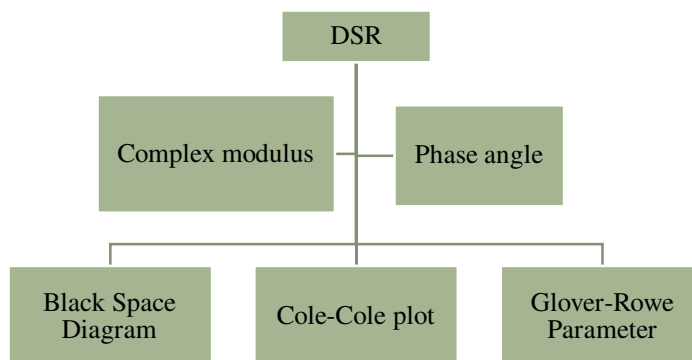 DSR
Complex modulus
Phase angle
Black Space
Diagram
Cole-Cole plot
Glover-Rowe
Parameter